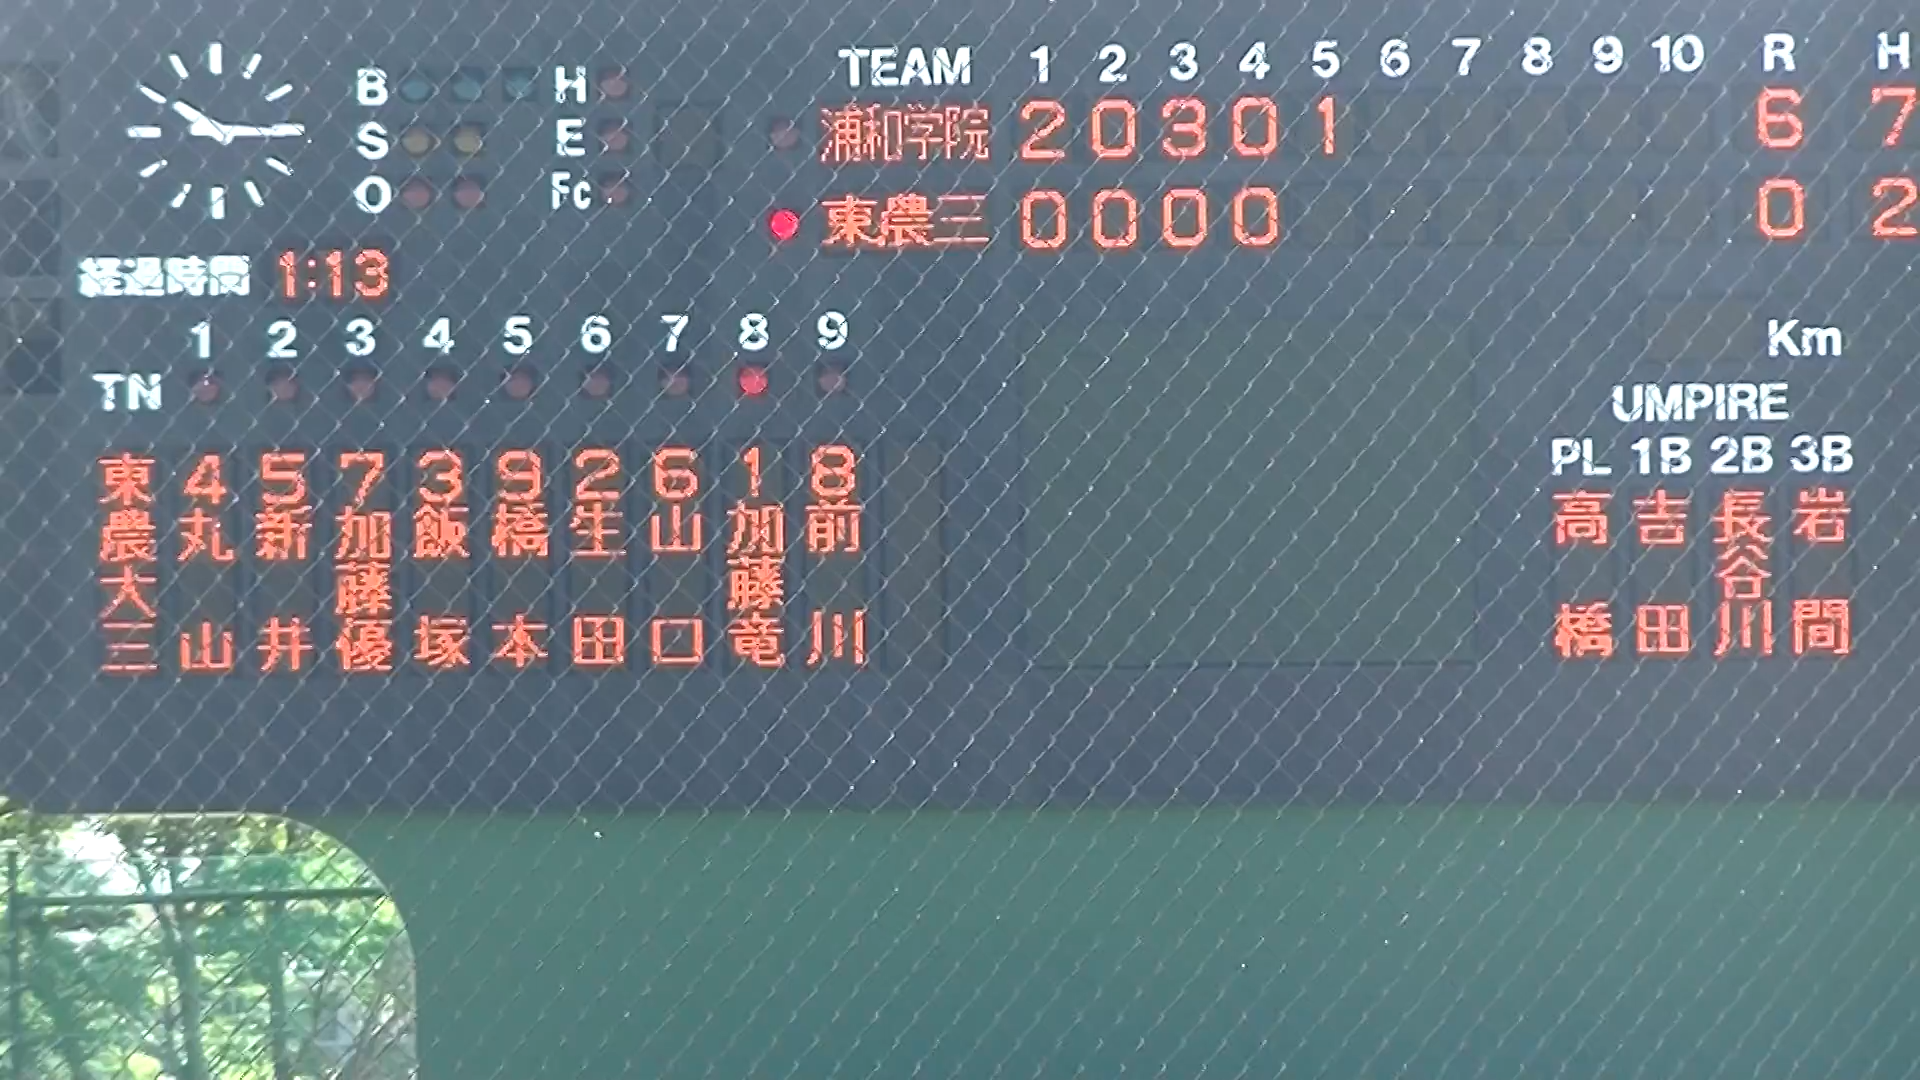 B H
S E
O Fc
TEAM 1 2 3 4 5 6 7 8 9 10 R H
浦和学院 2 0 3 0 1 6 7
東農三 0 0 0 0 0 2
経過時間 1:13
1 2 3 4 5 6 7 8 9
TN
東農大三
4 丸山
5 新井
7 加藤優
3 飯塚
9 橋本
2 生田
6 山口
1 加藤竜
8 前川
Km
UMPIRE
PL 1B 2B 3B
高橋
吉田
長谷川
岩間